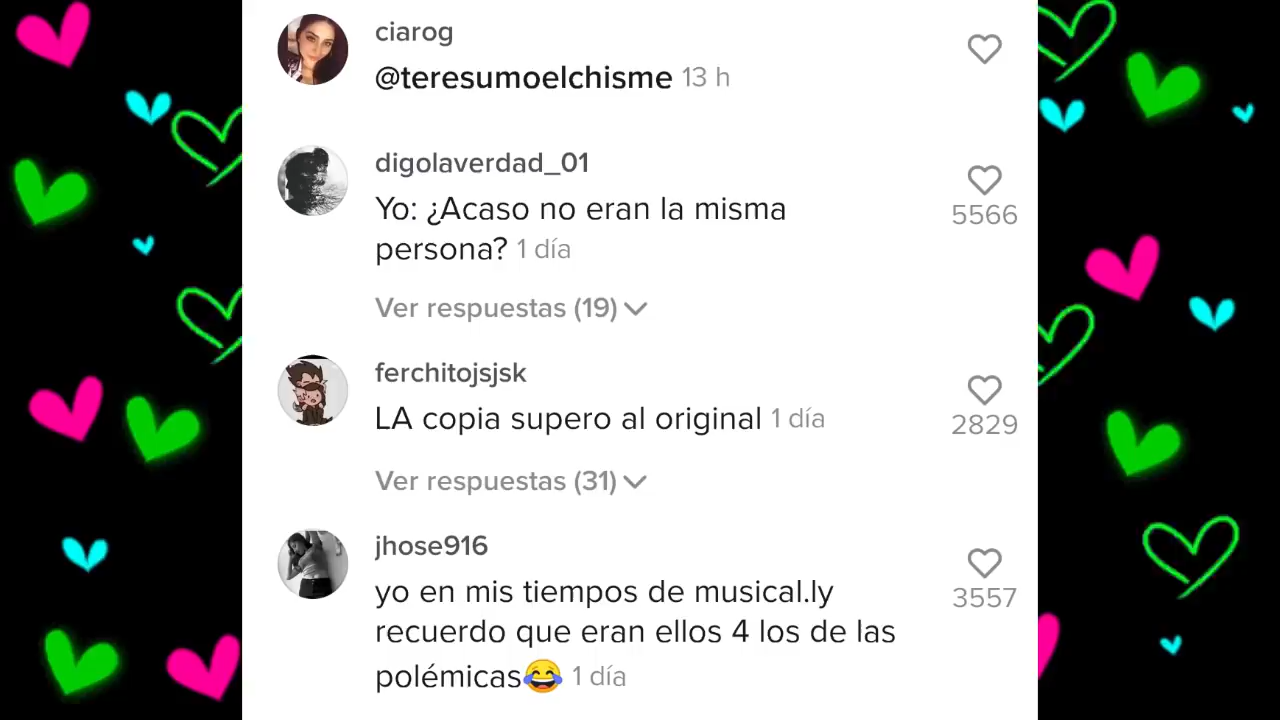 ciarog
@teresumoelchisme 13 h
digolaverdad_01
Yo: ¿Acaso no eran la misma
persona? 1 día
5566
Ver respuestas (19)
ferchitojsjsk
LA copia supero al original 1 día
2829
Ver respuestas (31)
jhose916
yo en mis tiempos de musical.ly
recuerdo que eran ellos 4 los de las
polémicas😂 1 día
3557